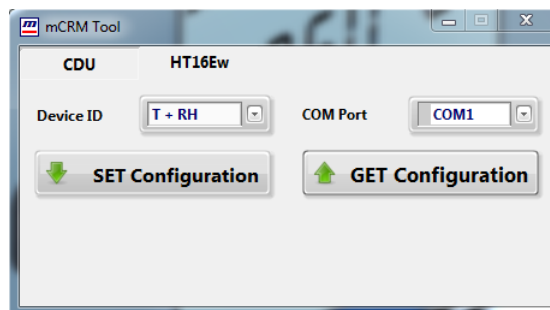 mCRM Tool
CDU HT16Ew
Device ID T + RH COM Port COM1
SET Configuration GET Configuration